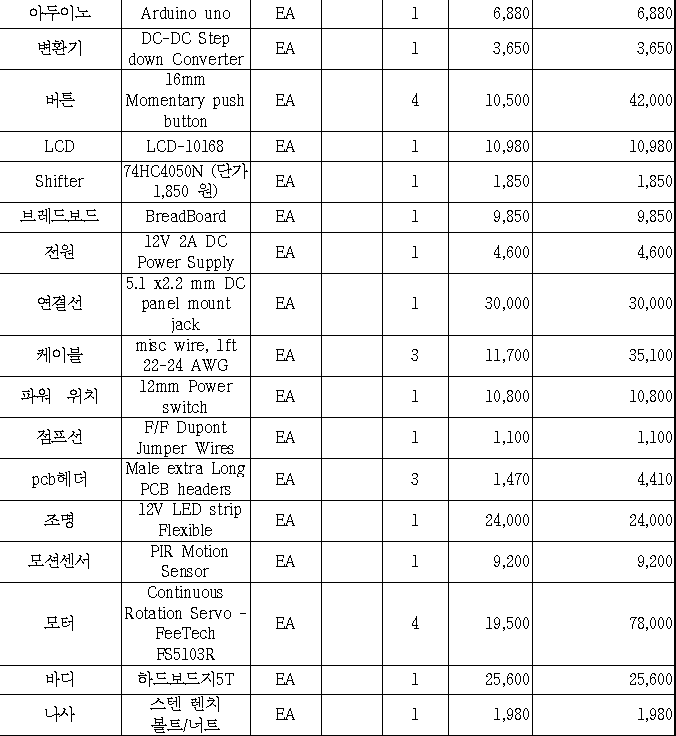 아두이노 Arduino uno EA 1 6,880 6,880
변환기 DC-DC Step down Converter EA 1 3,650 3,650
버튼 16mm Momentary push button EA 4 10,500 42,000
LCD LCD-10168 EA 1 10,980 10,980
Shifter 74HC4050N (단가 1,850 원) EA 1 1,850 1,850
브레드보드 BreadBoard EA 1 9,850 9,850
전원 12V 2A DC Power Supply EA 1 4,600 4,600
연결선 5.1 x2.2 mm DC panel mount jack EA 1 30,000 30,000
케이블 misc wire, 1ft 22-24 AWG EA 3 11,700 35,100
파워 위치 12mm Power switch EA 1 10,800 10,800
점프선 F/F Dupont Jumper Wires EA 1 1,100 1,100
pcb헤더 Male extra Long PCB headers EA 3 1,470 4,410
조명 12V LED strip Flexible EA 1 24,000 24,000
모션센서 PIR Motion Sensor EA 1 9,200 9,200
모터 Continuous Rotation Servo - FeeTech FS5103R EA 4 19,500 78,000
바디 하드보드지5T EA 1 25,600 25,600
나사 스텐 렌치 볼트/너트 EA 1 1,980 1,980